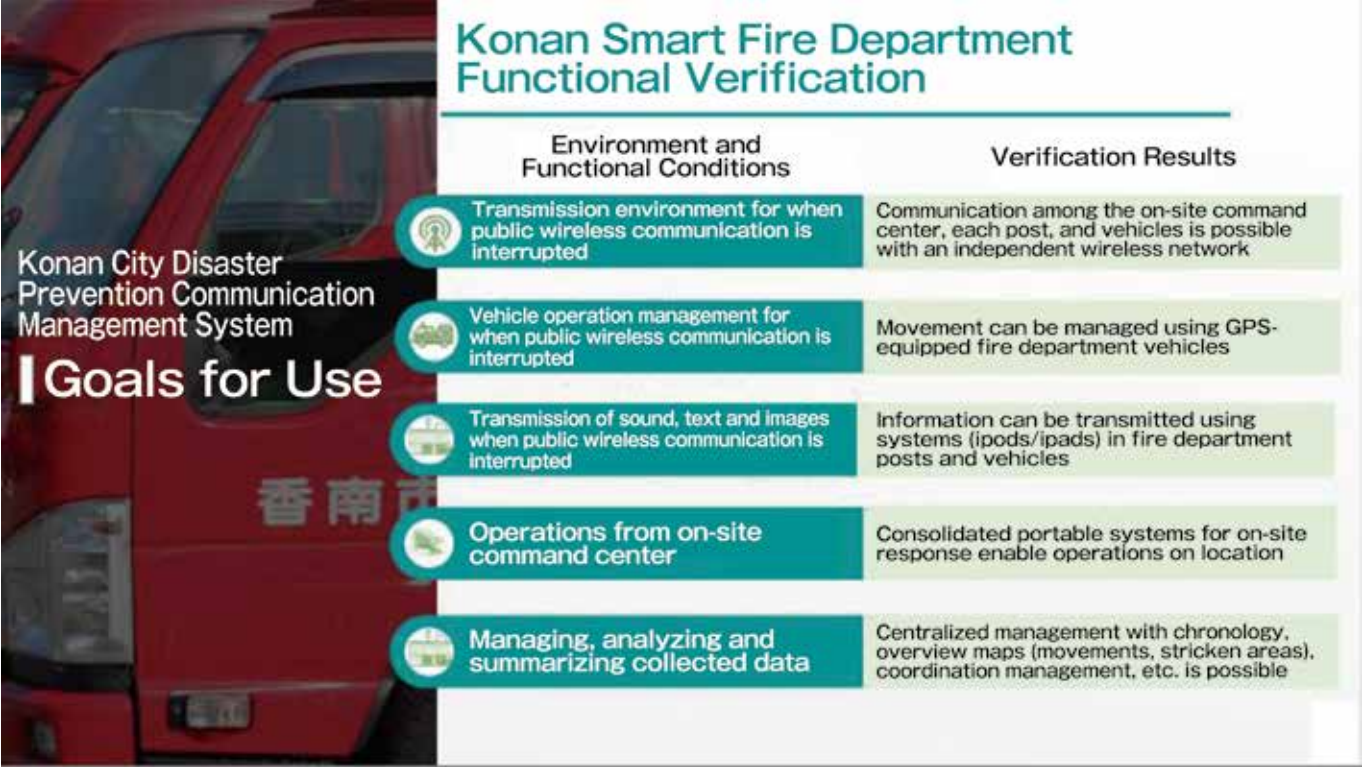 Konan Smart Fire Department
Functional Verification
Environment and
Functional Conditions
Verification Results
Transmission environment for when
public wireless communication is
interrupted
Communication among the on-site command
center, each post, and vehicles is possible
with an independent wireless network
Konan City Disaster
Prevention Communication
Management System
Goals for Use
Vehicle operation management for
when public wireless communication is
interrupted
Movement can be managed using GPS-
equipped fire department vehicles
Transmission of sound, text and images
when public wireless communication is
interrupted
Information can be transmitted using
systems (ipods/ipads) in fire department
posts and vehicles
香南市
Operations from on-site
command center
Consolidated portable systems for on-site
response enable operations on location
Managing, analyzing and
summarizing collected data
Centralized management with chronology,
overview maps (movements, stricken areas),
coordination management, etc. is possible